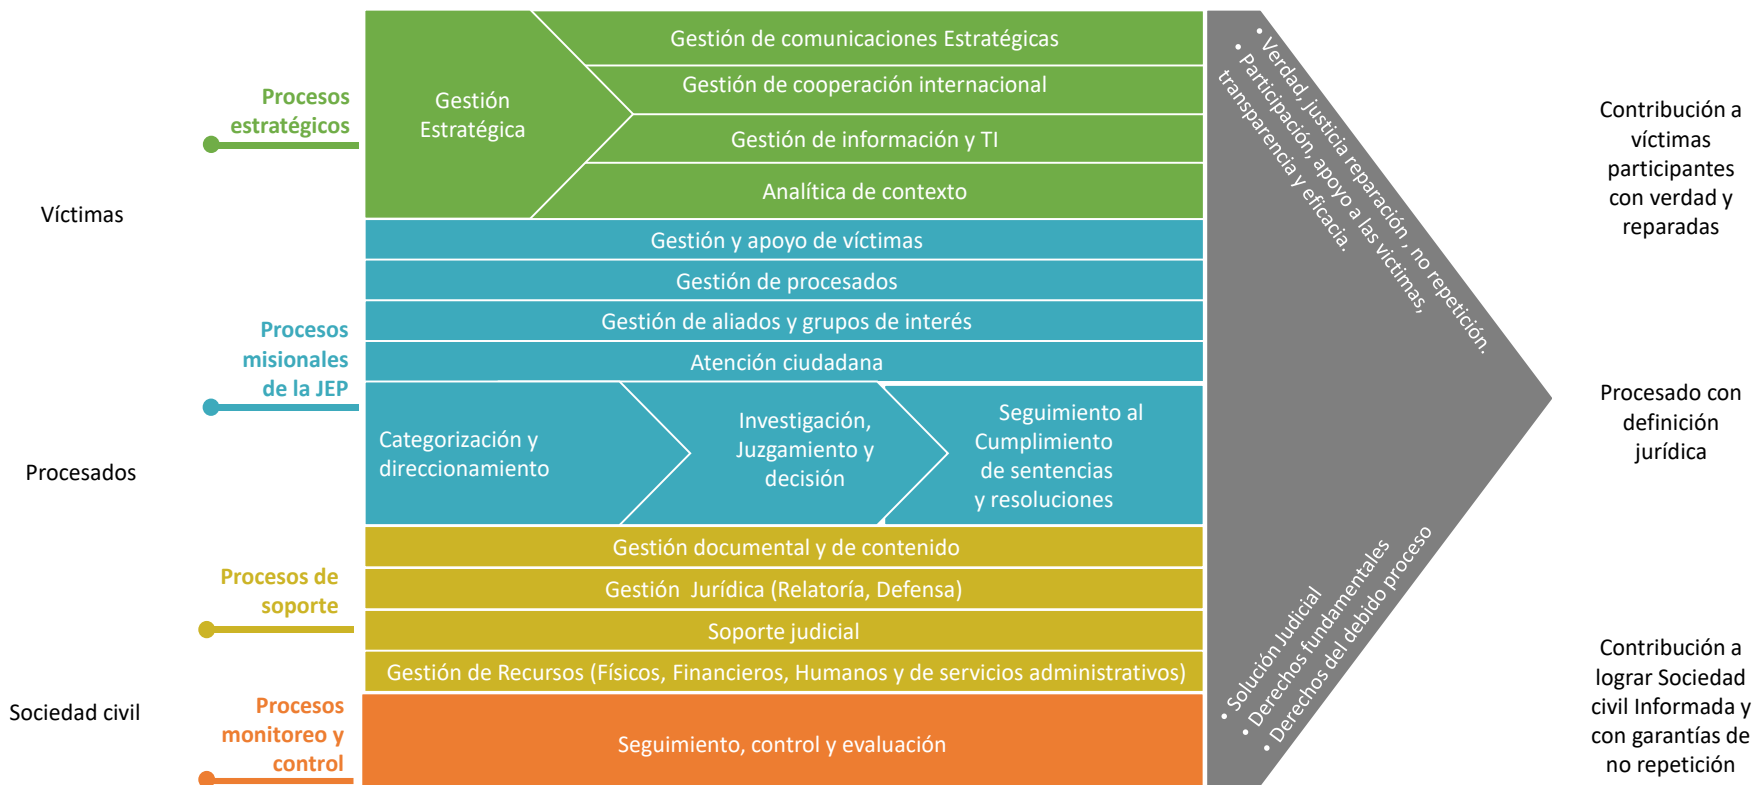 Víctimas
Procesados
Sociedad civil
Procesos
estratégicos
Gestión
Estratégica
Gestión de comunicaciones Estratégicas
Gestión de cooperación internacional
Gestión de información y TI
Analítica de contexto
Procesos
misionales
de la JEP
Gestión y apoyo de víctimas
Gestión de procesados
Gestión de aliados y grupos de interés
Atención ciudadana
Categorización y
direccionamiento
Investigación,
Juzgamiento y
decisión
Seguimiento al
Cumplimiento
de sentencias
y resoluciones
Procesos de
soporte
Gestión documental y de contenido
Gestión Jurídica (Relatoría, Defensa)
Soporte judicial
Gestión de Recursos (Físicos, Financieros, Humanos y de servicios administrativos)
Procesos
monitoreo y
control
Seguimiento, control y evaluación
• Verdad, justicia reparación , no repetición.
• Participación, apoyo a las victimas,
transparencia y eficacia.
• Solución Judicial
• Derechos fundamentales
• Derechos del debido proceso
Contribución a
víctimas
participantes
con verdad y
reparadas
Procesado con
definición
jurídica
Contribución a
lograr Sociedad
civil Informada y
con garantías de
no repetición